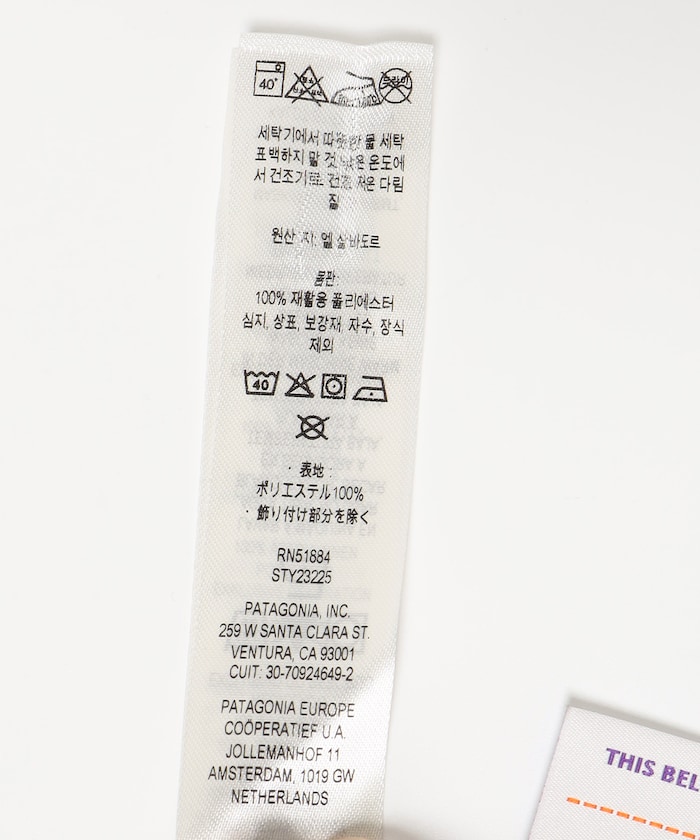 40°
세탁기에서 따뜻한 물 세탁
표백하지 말 것 낮은 온도에
서 건조기로 건조 낮은 다림
질
원산 지: 엘 살바도르
몸판:
100% 재활용 폴리에스터
심지, 상표, 보강재, 자수, 장식
제외
40
・表地:
ポリエステル100%
・飾り付け部分を除く
RN51884
STY23225
PATAGONIA, INC.
259 W SANTA CLARA ST.
VENTURA, CA 93001
CUIT: 30-70924649-2
PATAGONIA EUROPE
COÖPERATIEF U.A.
JOLLEMANHOF 11
AMSTERDAM, 1019 GW
NETHERLANDS
THIS BEL